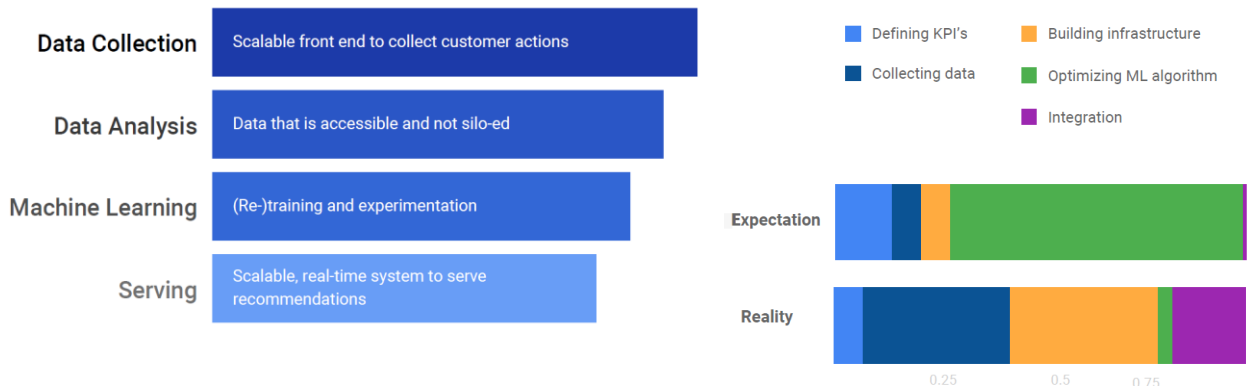 Data Collection
Scalable front end to collect customer actions
Data Analysis
Data that is accessible and not silo-ed
Machine Learning
(Re-)training and experimentation
Serving
Scalable, real-time system to serve
recommendations
Defining KPI's
Building infrastructure
Collecting data
Optimizing ML algorithm
Integration
Expectation
Reality
0.25
0.5
0.75